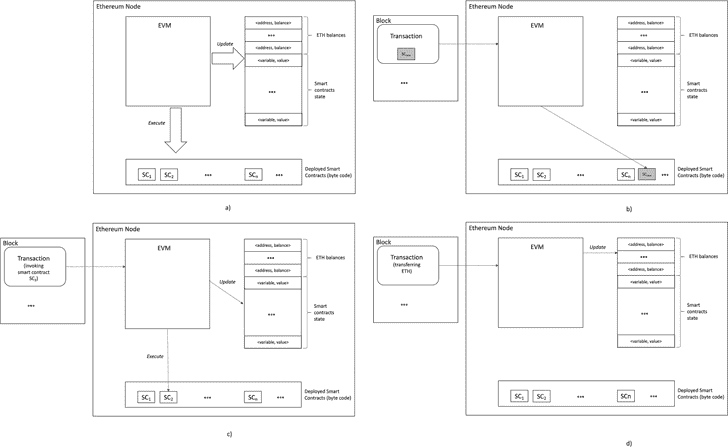 Ethereum Node
EVM
Update
Execute
<address, balance>
•••
<address, balance>
<variable, value>
•••
<variable, value>
ETH balances
Smart
contracts
state
SC1
SC2
•••
SCn
•••
Deployed Smart
Contracts (byte code)
a)
Block
Transaction
•••
Ethereum Node
EVM
<address, balance>
•••
<address, balance>
<variable, value>
•••
<variable, value>
ETH balances
Smart
contracts
state
SC1
SC2
•••
SCn
•••
Deployed Smart
Contracts (byte code)
b)
Block
Transaction
(invoking
smart contract
•••
Ethereum Node
EVM
Update
Execute
<address, balance>
•••
<address, balance>
<variable, value>
•••
<variable, value>
ETH balances
Smart
contracts
state
SC1
SC2
•••
SCn
•••
Deployed Smart
Contracts (byte code)
c)
Block
Transaction
(transferring
ETH)
•••
Ethereum Node
EVM
Update
<address, balance>
•••
<address, balance>
<variable, value>
•••
<variable, value>
ETH balances
Smart
contracts
state
SC1
SC2
•••
SCn
•••
Deployed Smart
Contracts (byte code)
d)